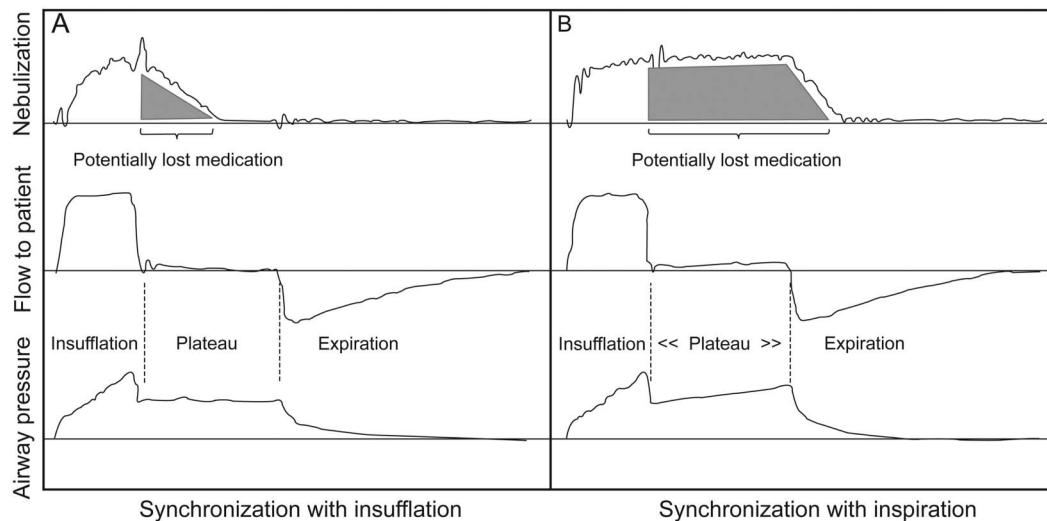 A
B
Nebulization
Potentially lost medication
Potentially lost medication
Flow to patient
Insufflation
Plateau
Expiration
Insufflation
<< Plateau >>
Expiration
Airway pressure
Synchronization with insufflation
Synchronization with inspiration